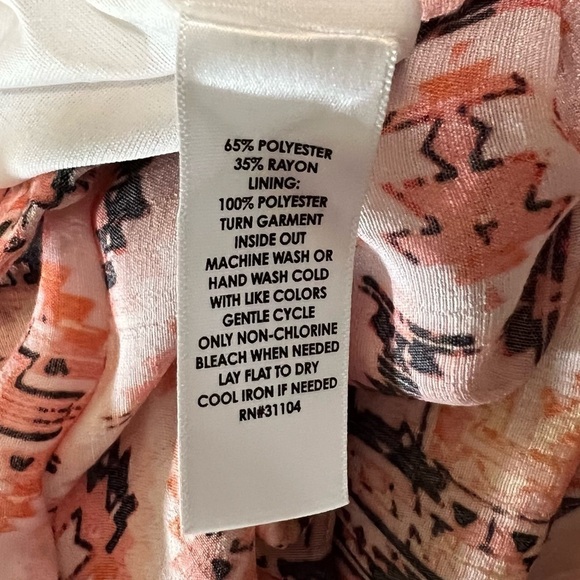 65% POLYESTER
35% RAYON
LINING:
100% POLYESTER
TURN GARMENT
INSIDE OUT
MACHINE WASH OR
HAND WASH COLD
WITH LIKE COLORS
GENTLE CYCLE
ONLY NON-CHLORINE
BLEACH WHEN NEEDED
LAY FLAT TO DRY
COOL IRON IF NEEDED
RN#31104